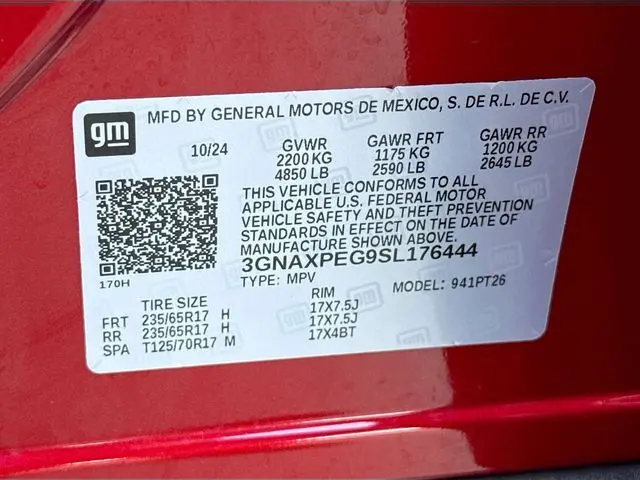 gm
MFD BY GENERAL MOTORS DE MEXICO, S. DE R.L. DE C.V.
10/24 GVWR GAWR FRT GAWR RR
2200 KG 1175 KG 1200 KG
4850 LB 2590 LB 2645 LB
THIS VEHICLE CONFORMS TO ALL
APPLICABLE U.S. FEDERAL MOTOR
VEHICLE SAFETY AND THEFT PREVENTION
STANDARDS IN EFFECT ON THE DATE OF
MANUFACTURE SHOWN ABOVE.
3GNAXPEG9SL176444
170H
TYPE: MPV MODEL: 941PT26
TIRE SIZE RIM
FRT 235/65R17 H 17X7.5J
RR 235/65R17 H 17X7.5J
SPA T125/70R17 M 17X4BT